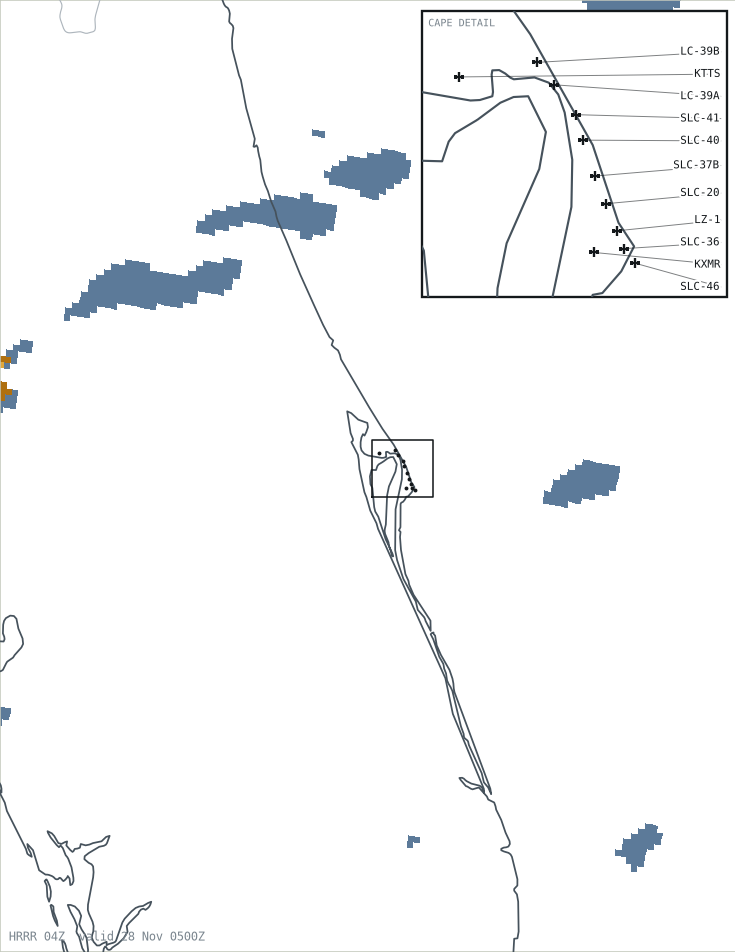 CAPE DETAIL
LC-39B
KTTS
LC-39A
SLC-41
SLC-40
SLC-37B
SLC-20
LZ-1
SLC-36
KXMR
SLC-46
HRRR 04Z valid 28 Nov 0500Z